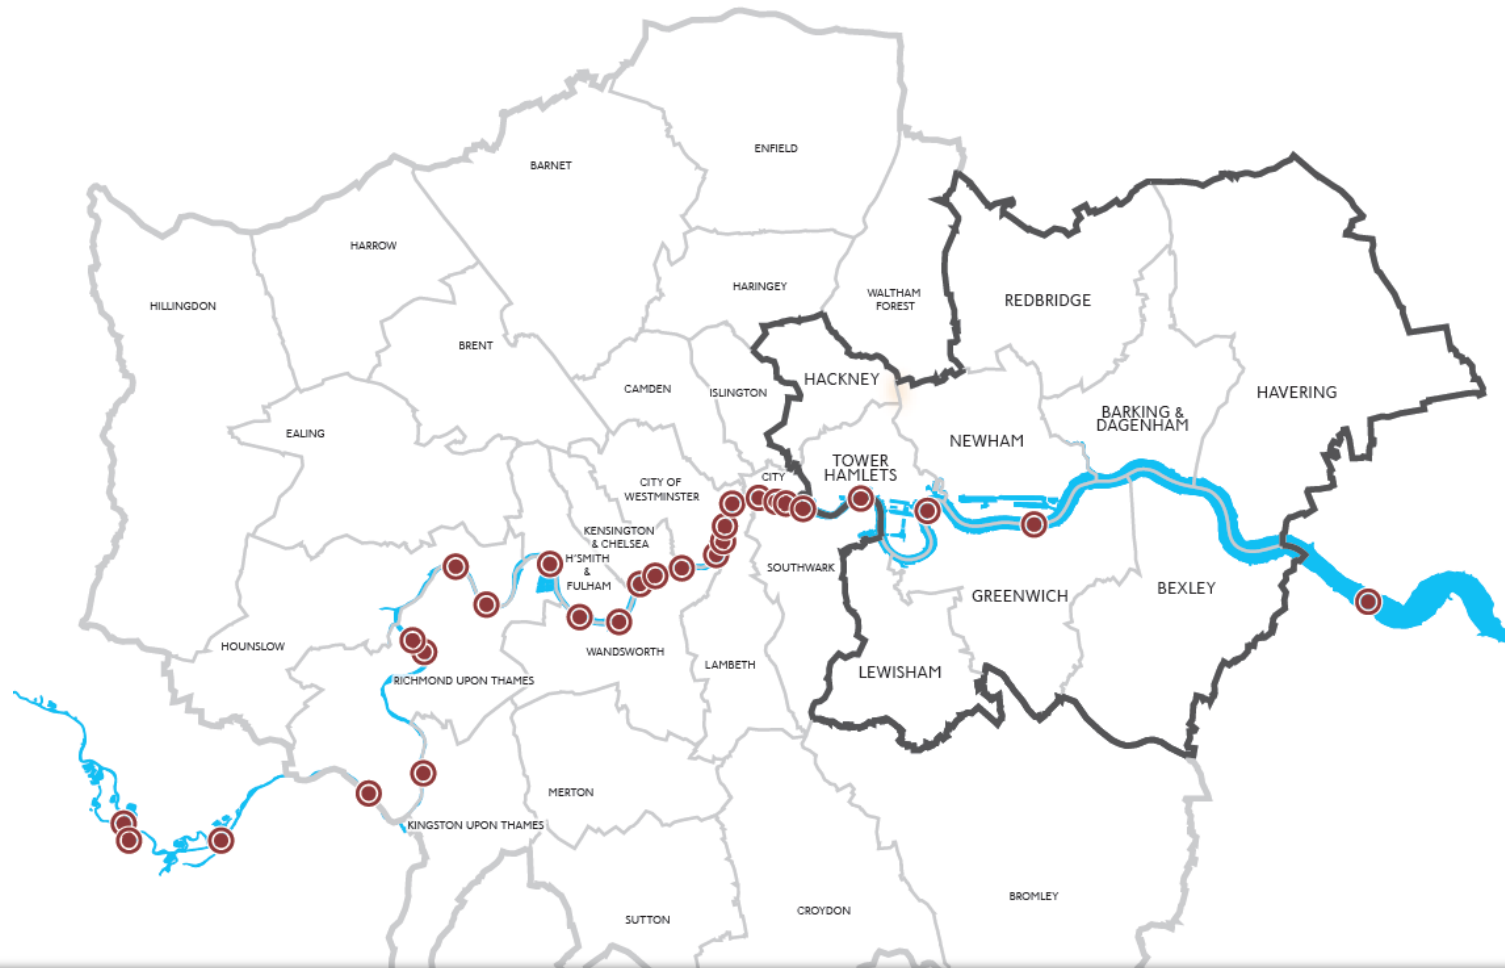 ENFIELD
BARNET
HARROW
HARINGEY
WALTHAM
FOREST
REDBRIDGE
HILLINGDON
BRENT
CAMDEN
ISLINGTON
HACKNEY
HAVERING
BARKING &
DAGENHAM
EALING
NEWHAM
TOWER
HAMLETS
CITY
CITY OF
WESTMINSTER
KENSINGTON
& CHELSEA
H'SMITH
&
FULHAM
SOUTHWARK
GREENWICH
BEXLEY
HOUNSLOW
WANDSWORTH
LAMBETH
LEWISHAM
RICHMOND UPON THAMES
MERTON
KINGSTON UPON THAMES
BROMLEY
CROYDON
SUTTON